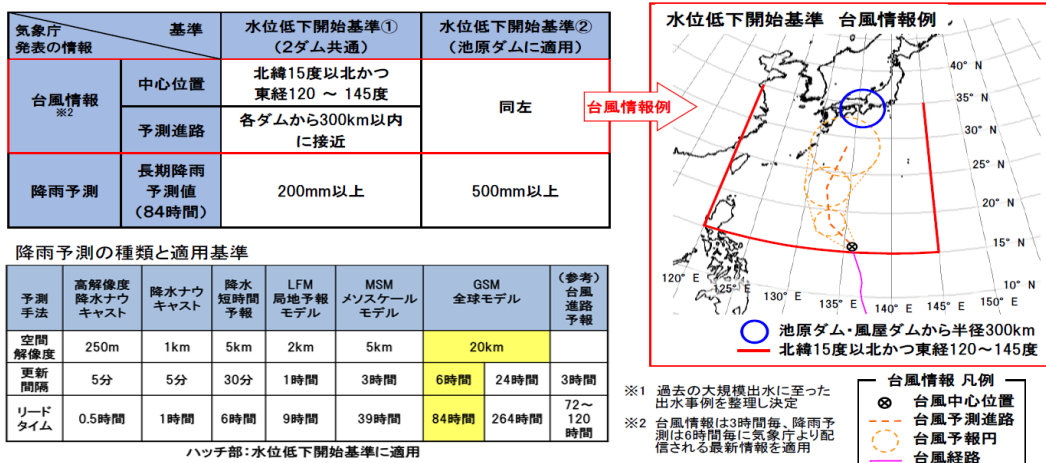 気象庁
発表の情報
基準
水位低下開始基準①
(2ダム共通)
水位低下開始基準②
(池原ダムに適用)
台風情報
※2
中心位置
北緯15度以北かつ
東経120 ~ 145度
同左
予測進路
各ダムから300km以内
に接近
降雨予測
長期降雨
予測値
(84時間)
200mm以上
500mm以上
台風情報例
水位低下開始基準 台風情報例
40° N
35° N
30° N
25° N
20° N
15° N
10° N
120° E
125° E
130° E
135° E
140° E
145° E
150° E
池原ダム・風屋ダムから半径300km
北緯15度以北かつ東経120~145度
降雨予測の種類と適用基準
予測
手法
高解像度
降水ナウ
キャスト
降水ナウ
キャスト
降水
短時間
予報
LFM
局地予報
モデル
MSM
メソスケール
モデル
GSM
全球モデル
(参考)
台風
進路
予報
空間
解像度
250m
1km
5km
2km
5km
20km
更新
間隔
5分
5分
30分
1時間
3時間
6時間
24時間
3時間
リード
タイム
0.5時間
1時間
6時間
9時間
39時間
84時間
264時間
72~
120
時間
ハッチ部:水位低下開始基準に適用
※1 過去の大規模出水に至った
出水事例を整理し決定
※2 台風情報は3時間毎、降雨予
測は6時間毎に気象庁より配
信される最新情報を適用
台風情報 凡例
台風中心位置
台風予測進路
台風予報円
台風経路